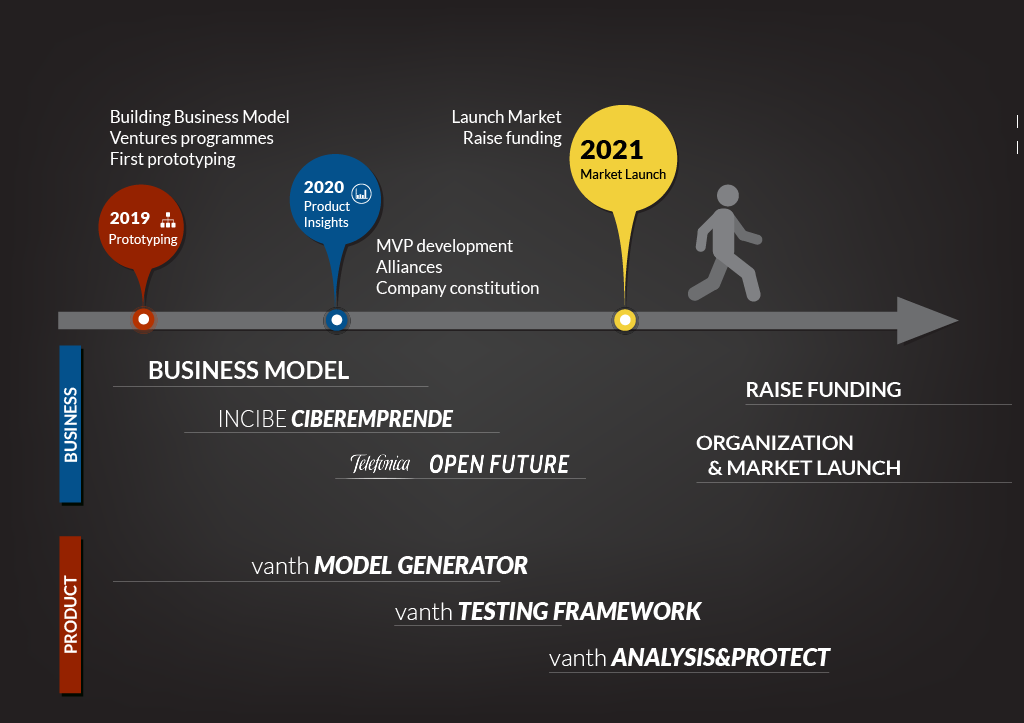 Building Business Model
Ventures programmes
First prototyping
Launch Market
Raise funding
2019
Prototyping
2020
Product
Insights
2021
Market Launch
MVP development
Alliances
Company constitution
BUSINESS
BUSINESS MODEL
INCIBE CIBEREMPRENDE
Telefónica OPEN FUTURE
RAISE FUNDING
ORGANIZATION
& MARKET LAUNCH
PRODUCT
vanth MODEL GENERATOR
vanth TESTING FRAMEWORK
vanth ANALYSIS&PROTECT